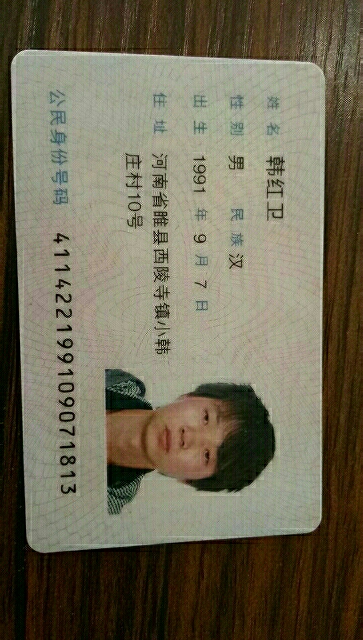 姓名 韩红卫
性别 男 民族 汉
出生 1991 年 9 月 7 日
住址 河南省睢县西陵寺镇小韩
庄村10号
公民身份号码 411422199109071813